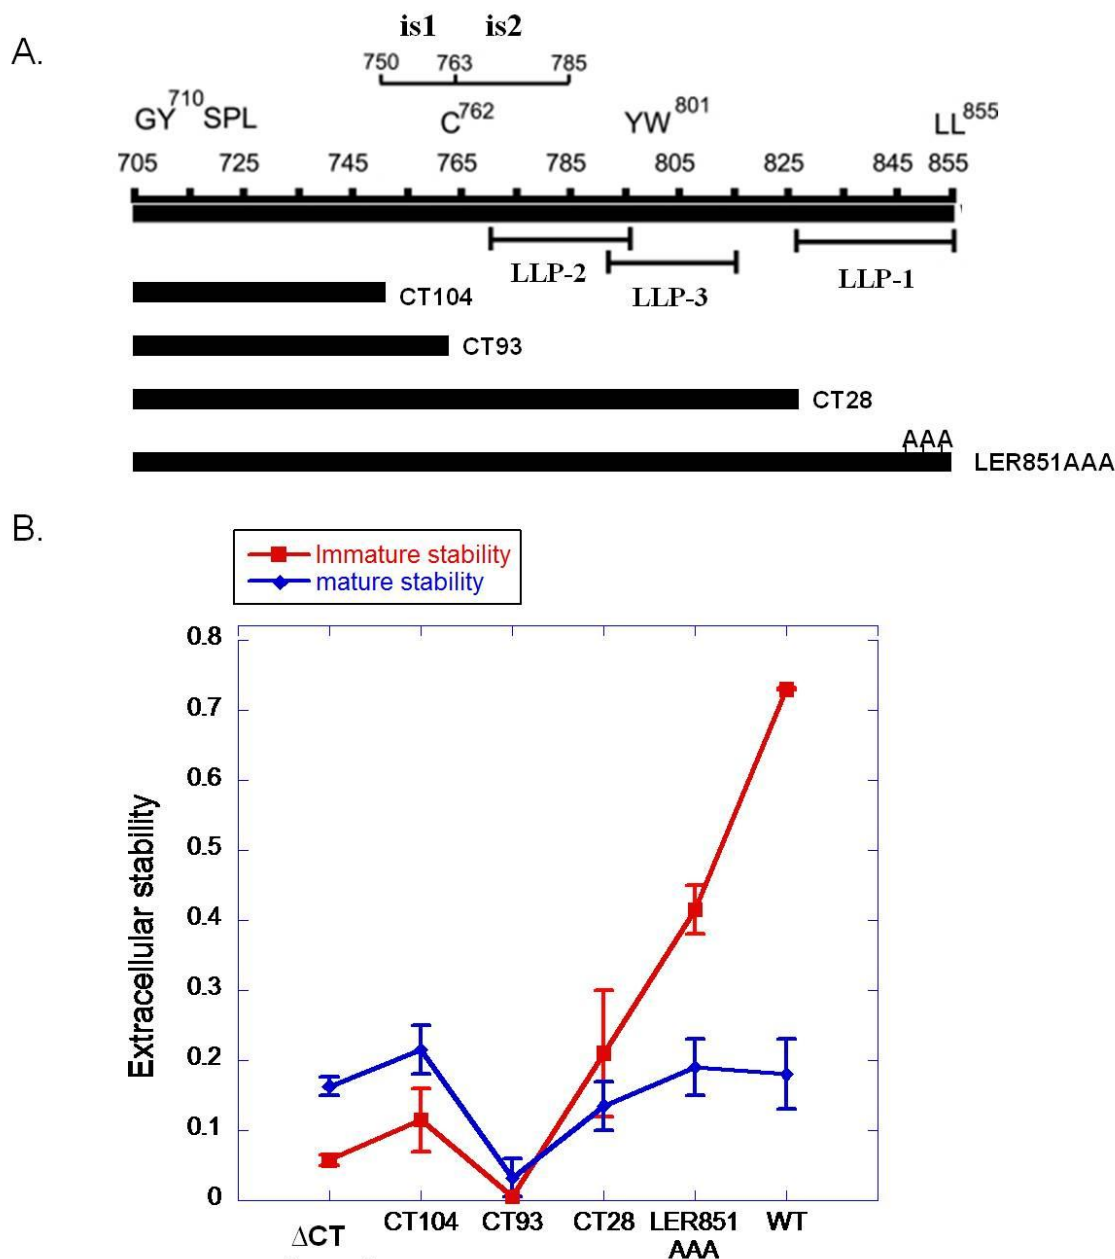 A.
is1 is2
750 763 785
GY710SPL C762 YW801 LL855
705 725 745 765 785 805 825 845 855
LLP-2
LLP-3
LLP-1
CT104
CT93
CT28
AAA
LER851AAA
B.
Immature stability
mature stability
Extracellular stability
0.8
0.7
0.6
0.5
0.4
0.3
0.2
0.1
0
ΔCT CT104 CT93 CT28 LER851 WT
AAA